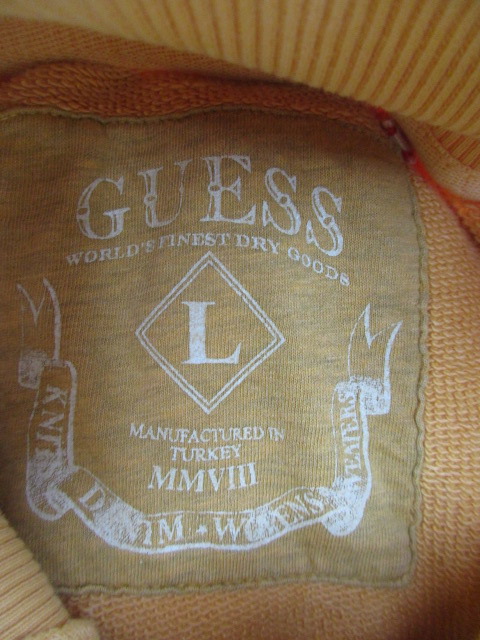 GUESS
WORLD'S FINEST DRY GOODS
L
MANUFACTURED IN
TURKEY
MMVIII
KNITS DENIM - WOVENS SWEATERS